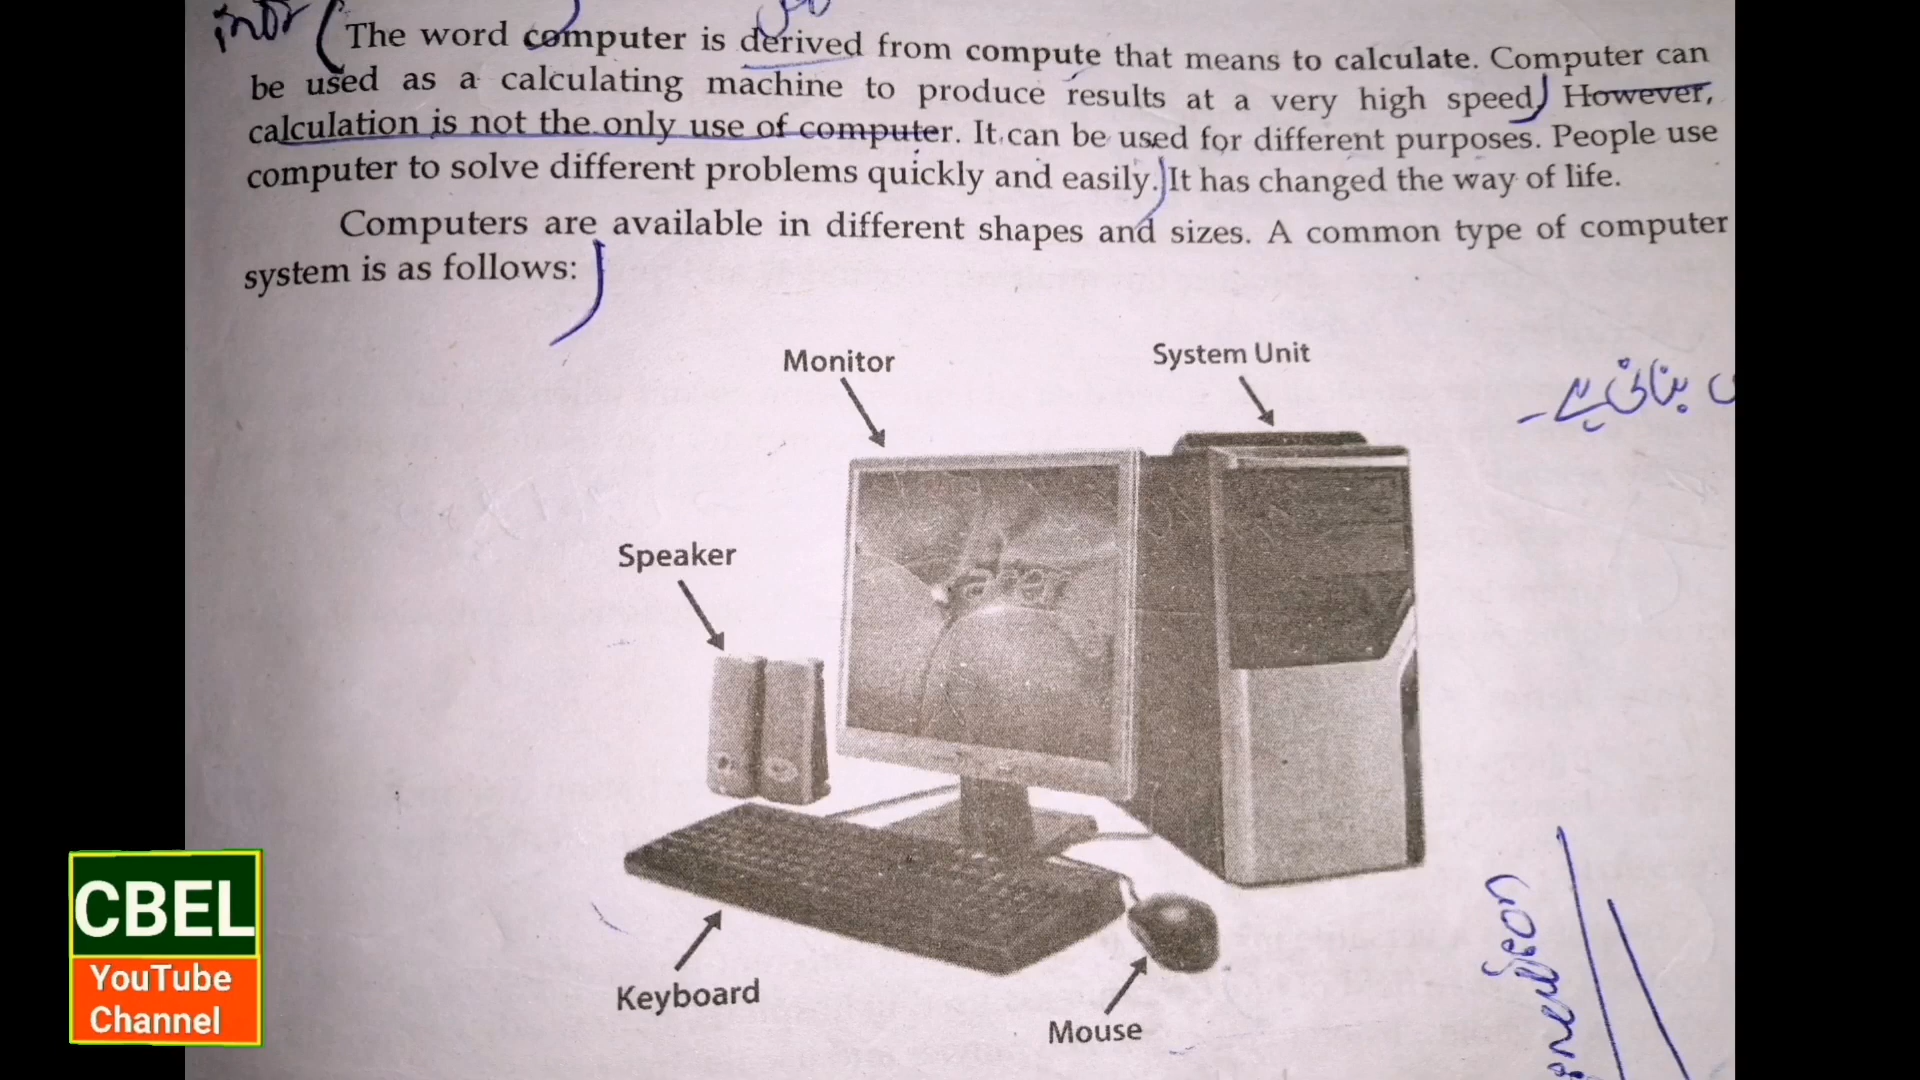 The word computer is derived from compute that means to calculate. Computer can
be used as a calculating machine to produce results at a very high speed However,
calculation is not the only use of computer. It can be used for different purposes. People use
computer to solve different problems quickly and easily. It has changed the way of life.
Computers are available in different shapes and sizes. A common type of computer
system is as follows:
Monitor
System Unit
بنائی ہے۔
Speaker
Keyboard
Mouse
CBEL
YouTube
Channel